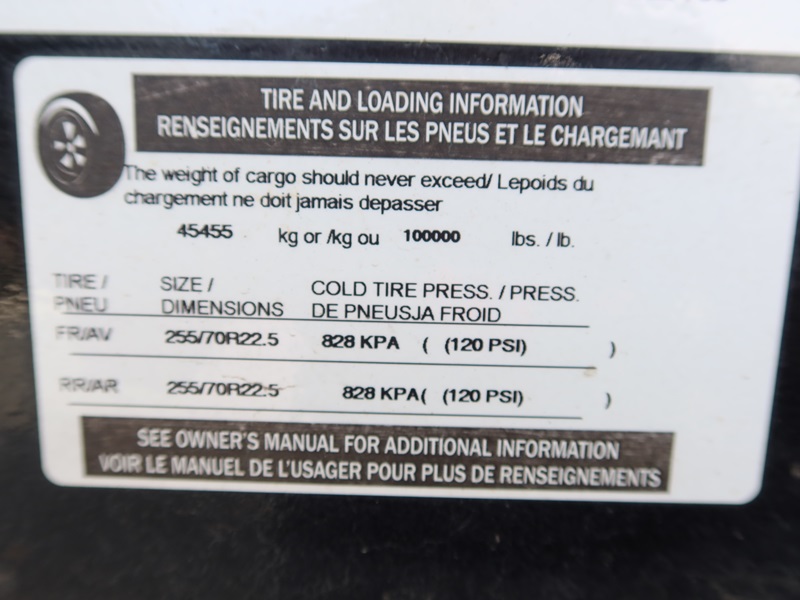 TIRE AND LOADING INFORMATION
RENSEIGNEMENTS SUR LES PNEUS ET LE CHARGEMANT
The weight of cargo should never exceed/ Lepoids du
chargement ne doit jamais depasser
45455 kg or /kg ou 100000 lbs. / lb.
TIRE / SIZE / COLD TIRE PRESS. / PRESS.
PNEU DIMENSIONS DE PNEUSJA FROID
FR/AV 255/70R22.5 828 KPA ( (120 PSI) )
RR/AR 255/70R22.5 828 KPA( (120 PSI) )
SEE OWNER'S MANUAL FOR ADDITIONAL INFORMATION
VOIR LE MANUEL DE L'USAGER POUR PLUS DE RENSEIGNEMENTS